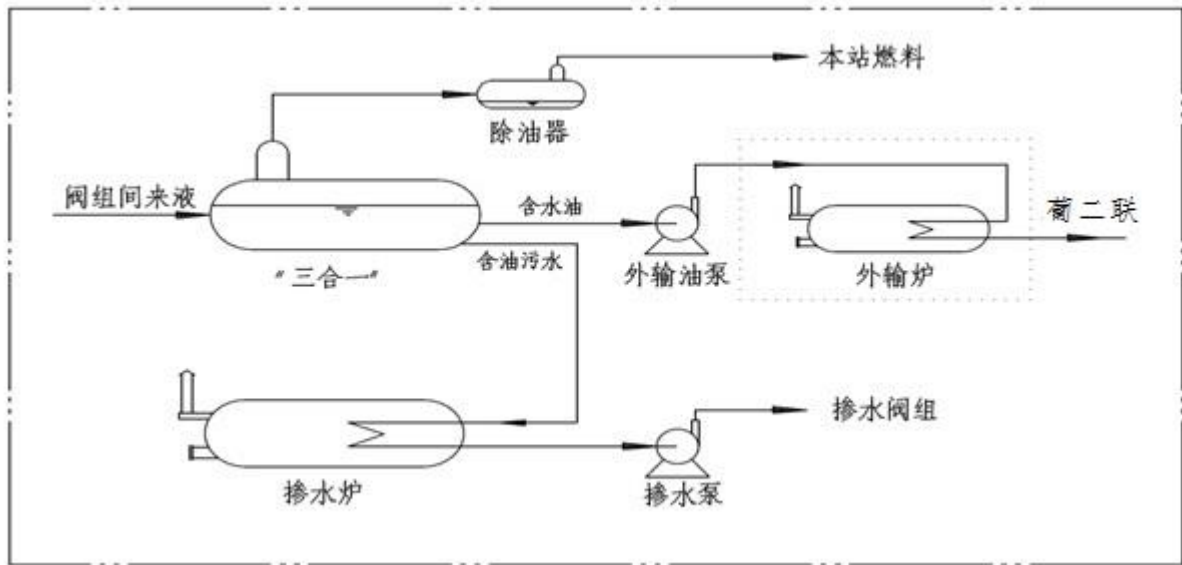 本站燃料
除油器
阀组间来液
含水油
葡二联
含油污水
"三合一"
外输油泵
外输炉
掺水阀组
掺水炉
掺水泵